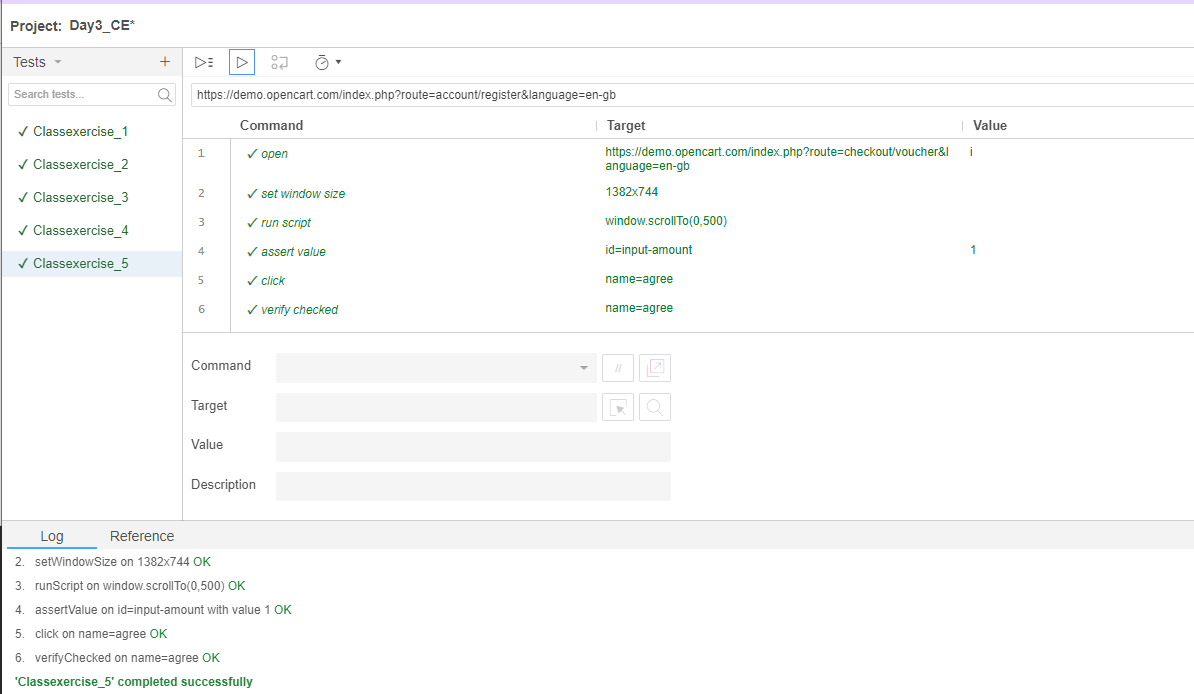 Project: Day3_CE*
Tests
+
Search tests...
https://demo.opencart.com/index.php?route=account/register&language=en-gb
✓ Classexercise_1
✓ Classexercise_2
✓ Classexercise_3
✓ Classexercise_4
✓ Classexercise_5
Command Target Value
1 ✓ open https://demo.opencart.com/index.php?route=checkout/voucher&l i
anguage=en-gb
2 ✓ set window size 1382x744
3 ✓ run script window.scrollTo(0,500)
4 ✓ assert value id=input-amount 1
5 ✓ click name=agree
6 ✓ verify checked name=agree
Command //
Target
Value
Description
Log Reference
2. setWindowSize on 1382x744 OK
3. runScript on window.scrollTo(0,500) OK
4. assertValue on id=input-amount with value 1 OK
5. click on name=agree OK
6. verifyChecked on name=agree OK
'Classexercise_5' completed successfully